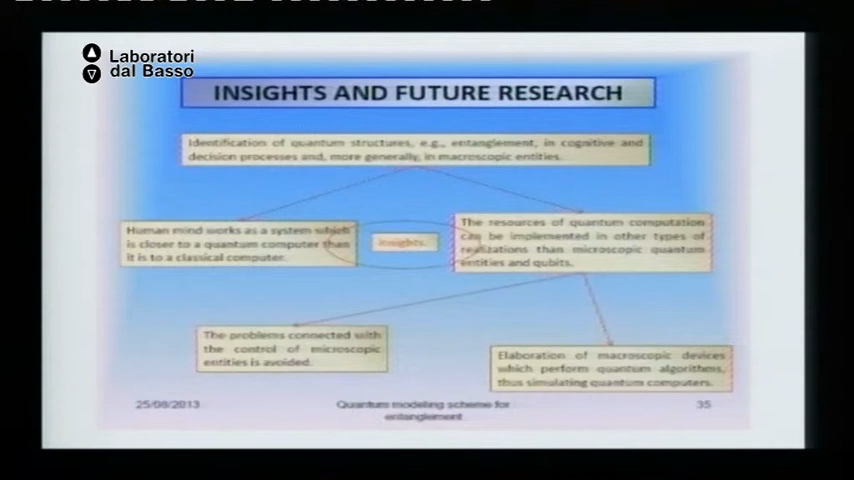 Laboratori
dal Basso
INSIGHTS AND FUTURE RESEARCH
Identification of quantum structures, e.g., entanglement, in cognitive and
decision processes and, more generally, in macroscopic entities.
Human mind works as a system which
is closer to a quantum computer than
it is to a classical computer.
Insights.
The resources of quantum computation
can be implemented in other types of
realizations than microscopic quantum
entities and qubits.
The problems connected with
the control of microscopic
entities is avoided.
Elaboration of macroscopic devices
which perform quantum algorithms,
thus simulating quantum computers.
25/08/2013
Quantum modeling scheme for
entanglement
35